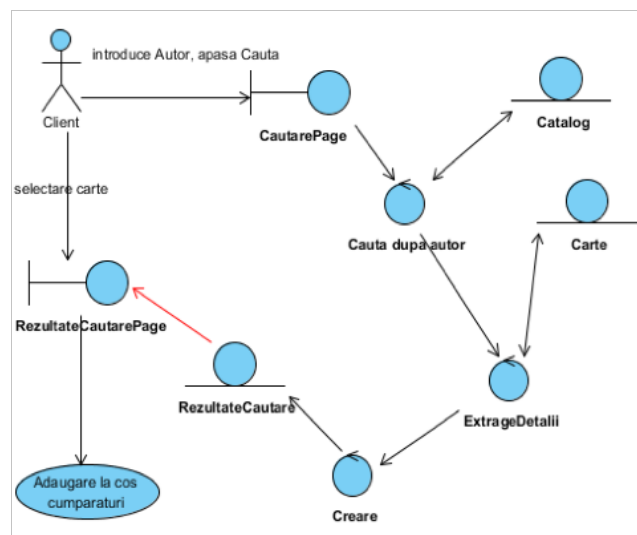 introduce Autor, apasa Cauta
Client
CautarePage
Catalog
selectare carte
Cauta dupa autor
Carte
RezultateCautarePage
RezultateCautare
ExtrageDetalii
Adaugare la cos
cumparaturi
Creare